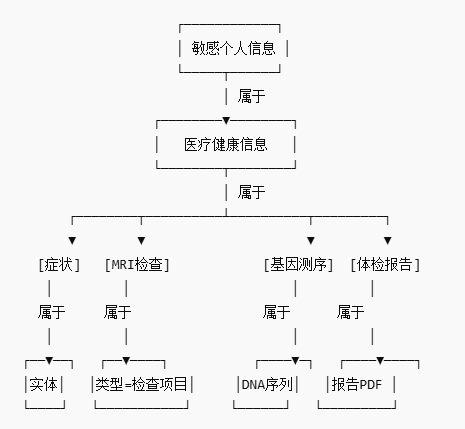 敏感个人信息
属于
医疗健康信息
属于
[症状] [MRI检查] [基因测序] [体检报告]
属于 属于 属于 属于
实体 类型=检查项目 DNA序列 报告PDF